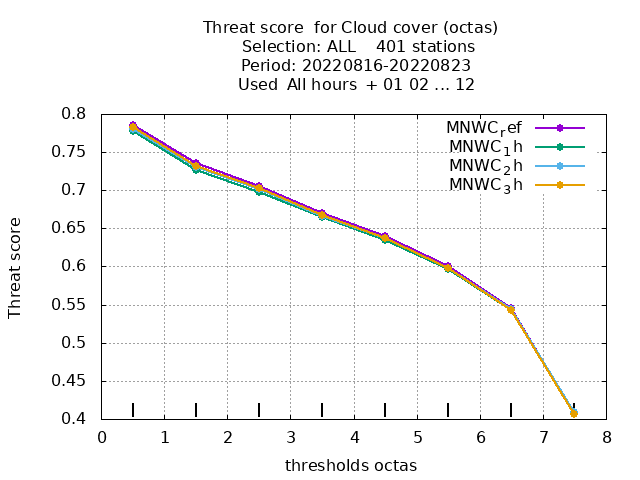 Threat score for Cloud cover (octas)
Selection: ALL 401 stations
Period: 20220816-20220823
Used All hours + 01 02 ... 12
MNWC_ref
MNWC_1h
MNWC_2h
MNWC_3h
0.8
0.75
0.7
0.65
0.6
0.55
0.5
0.45
0.4
Threat score
0 1 2 3 4 5 6 7 8
thresholds octas